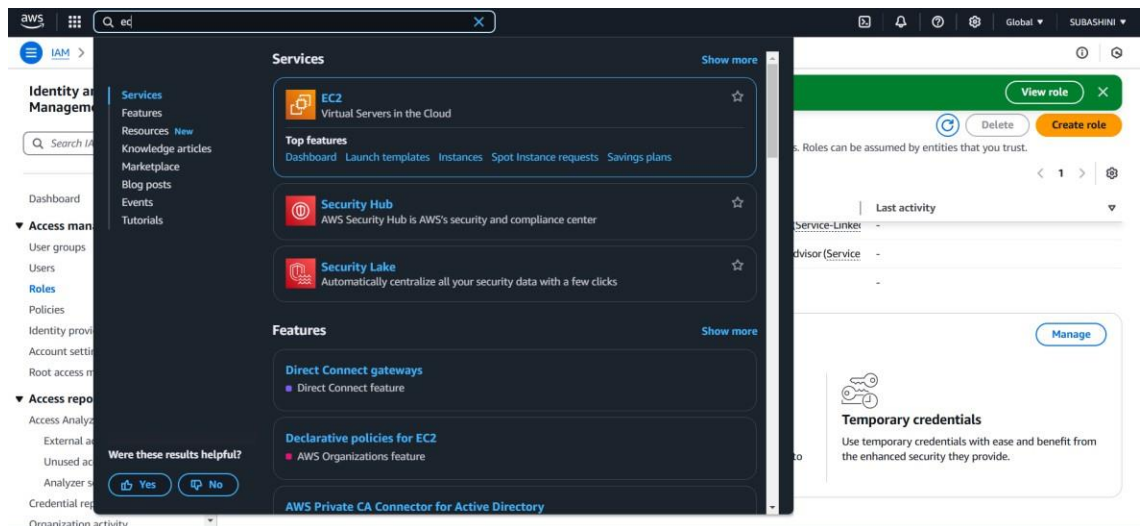 aws
ec
Global
SUBASHINI
IAM >
Identity a
Managem
Search IA
Dashboard
Access man
User groups
Users
Roles
Policies
Identity provi
Account setti
Root access m
Access repo
Access Analyz
External a
Unused ac
Analyzer s
Credential rep
Organization activity
Services
Features
Resources New
Knowledge articles
Marketplace
Blog posts
Events
Tutorials
Were these results helpful?
Yes
No
Services
Show more
EC2
Virtual Servers in the Cloud
Top features
Dashboard Launch templates Instances Spot Instance requests Savings plans
Security Hub
AWS Security Hub is AWS's security and compliance center
Security Lake
Automatically centralize all your security data with a few clicks
Features
Show more
Direct Connect gateways
Direct Connect feature
Declarative policies for EC2
AWS Organizations feature
AWS Private CA Connector for Active Directory
View role
Delete
Create role
s. Roles can be assumed by entities that you trust.
1
Last activity
(Service-Linked -
dvisor (Service -
-
Manage
Temporary credentials
Use temporary credentials with ease and benefit from
to the enhanced security they provide.